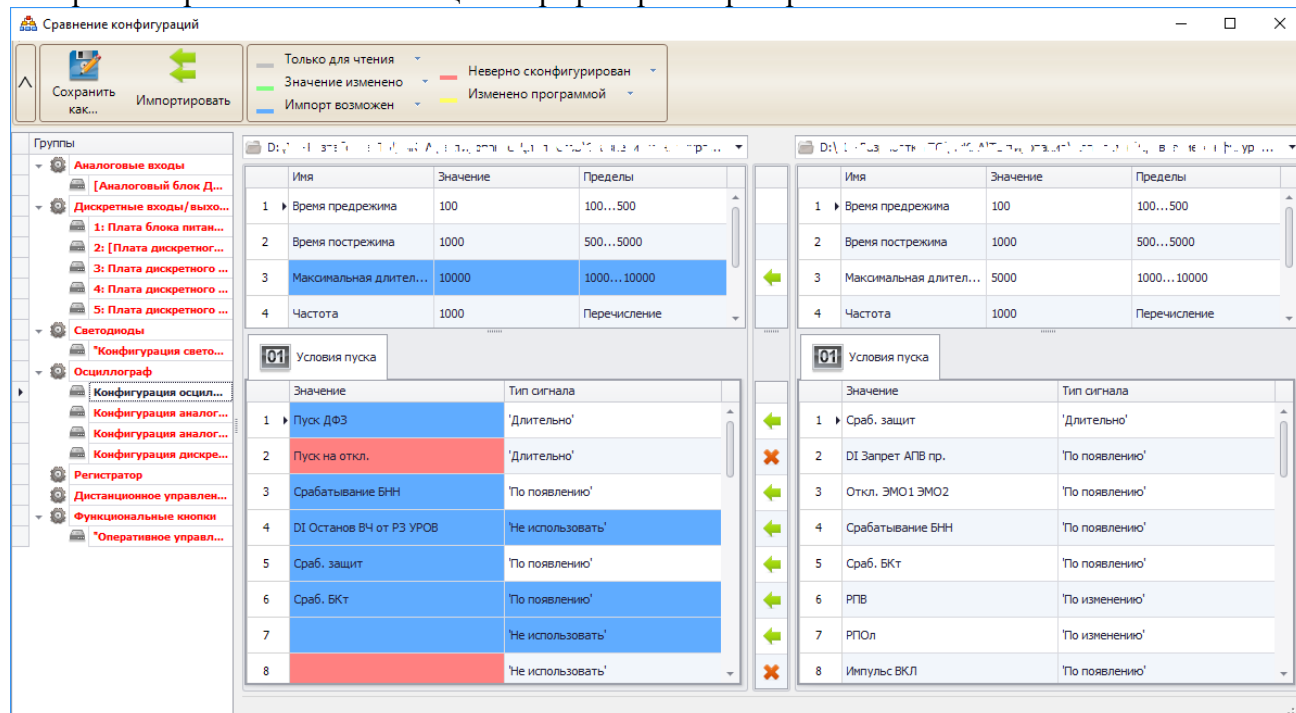 Сравнение конфигураций
Сохранить как...
Импортировать
Только для чтения
Значение изменено
Импорт возможен
Неверно сконфигурирован
Изменено программой
Группы
Аналоговые входы
[Аналоговый блок Д...
Дискретные входы/выхо...
1: Плата блока питан...
2: [Плата дискретног...
3: Плата дискретного ...
4: Плата дискретного ...
5: Плата дискретного ...
Светодиоды
"Конфигурация свето...
Осциллограф
Конфигурация осцил...
Конфигурация аналог...
Конфигурация аналог...
Конфигурация дискре...
Регистратор
Дистанционное управлен...
Функциональные кнопки
"Оперативное управл...
D:\
Имя Значение Пределы
1 Время предрежима 100 100...500
2 Время пострежима 1000 500...5000
3 Максимальная длител... 10000 1000...10000
4 Частота 1000 Перечисление
01 Условия пуска
Значение Тип сигнала
1 Пуск ДФЗ 'Длительно'
2 Пуск на откл. 'Длительно'
3 Срабатывание БНН 'По появлению'
4 DI Останов ВЧ от РЗ УРОВ 'Не использовать'
5 Сраб. защит 'По появлению'
6 Сраб. БКт 'По появлению'
7 'Не использовать'
8 'Не использовать'
D:\
Имя Значение Пределы
1 Время предрежима 100 100...500
2 Время пострежима 1000 500...5000
3 Максимальная длител... 5000 1000...10000
4 Частота 1000 Перечисление
01 Условия пуска
Значение Тип сигнала
1 Сраб. защит 'Длительно'
2 DI Запрет АПВ пр. 'По появлению'
3 Откл. ЭМО1 ЭМО2 'По появлению'
4 Срабатывание БНН 'По появлению'
5 Сраб. БКт 'По появлению'
6 РПВ 'По изменению'
7 РПОл 'По изменению'
8 Импульс ВКЛ 'По появлению'